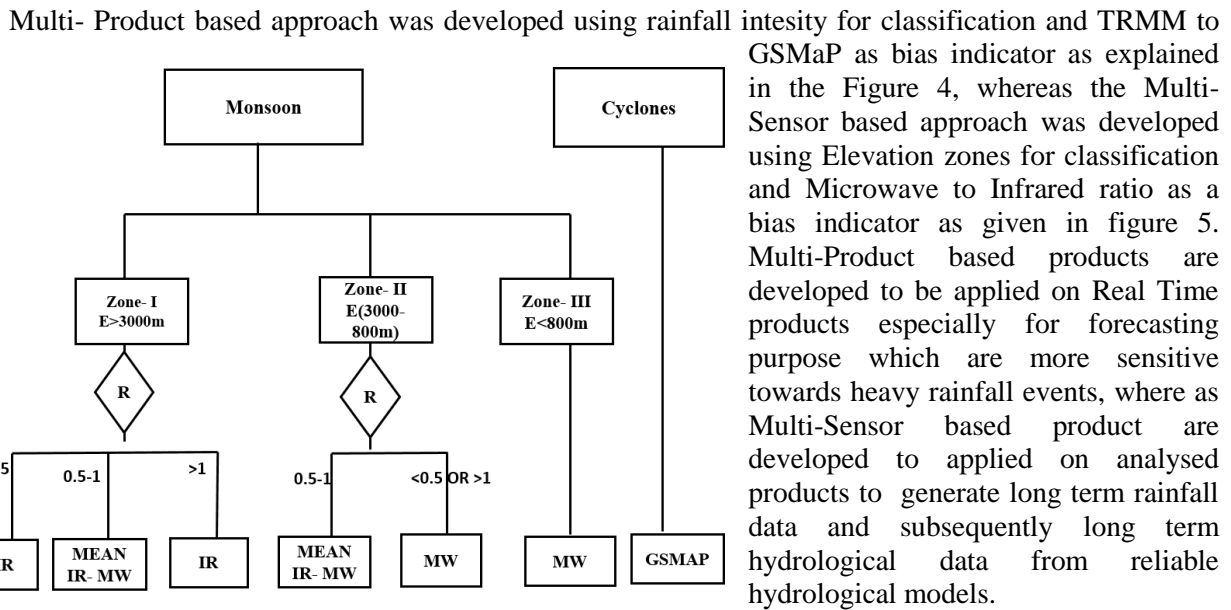 Multi- Product based approach was developed using rainfall intesity for classification and TRMM to
GSMaP as bias indicator as explained
in the Figure 4, whereas the Multi-
Sensor based approach was developed
using Elevation zones for classification
and Microwave to Infrared ratio as a
bias indicator as given in figure 5.
Multi-Product based products are
developed to be applied on Real Time
products especially for forecasting
purpose which are more sensitive
towards heavy rainfall events, where as
Multi-Sensor based product are
developed to applied on analysed
products to generate long term rainfall
data and subsequently long term
hydrological data from reliable
hydrological models.
Monsoon
Cyclones
Zone- I
E>3000m
Zone- II
E(3000-
800m)
Zone- III
E<800m
R
R
5
0.5-1
>1
0.5-1
<0.5 OR >1
R
MEAN
IR- MW
IR
MEAN
IR- MW
MW
MW
GSMAP